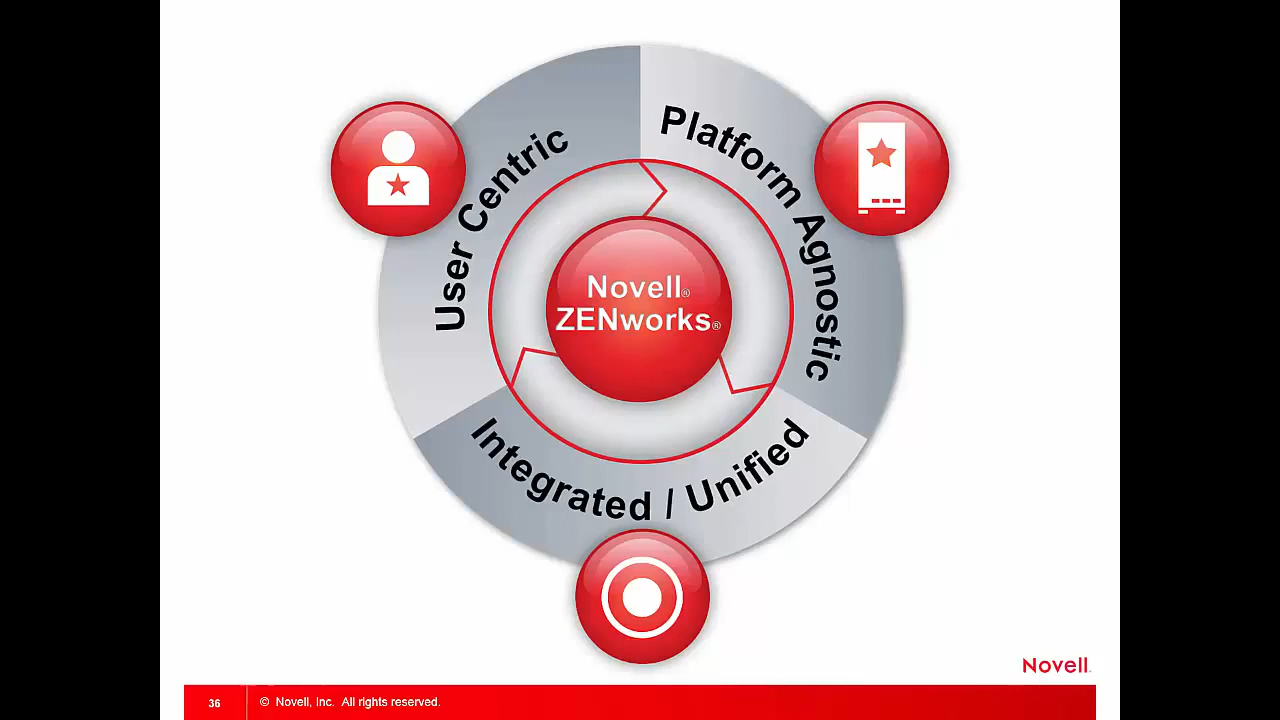 User Centric
Platform Agnostic
Novell®
ZENworks®
Integrated / Unified
Novell.
36
© Novell, Inc. All rights reserved.